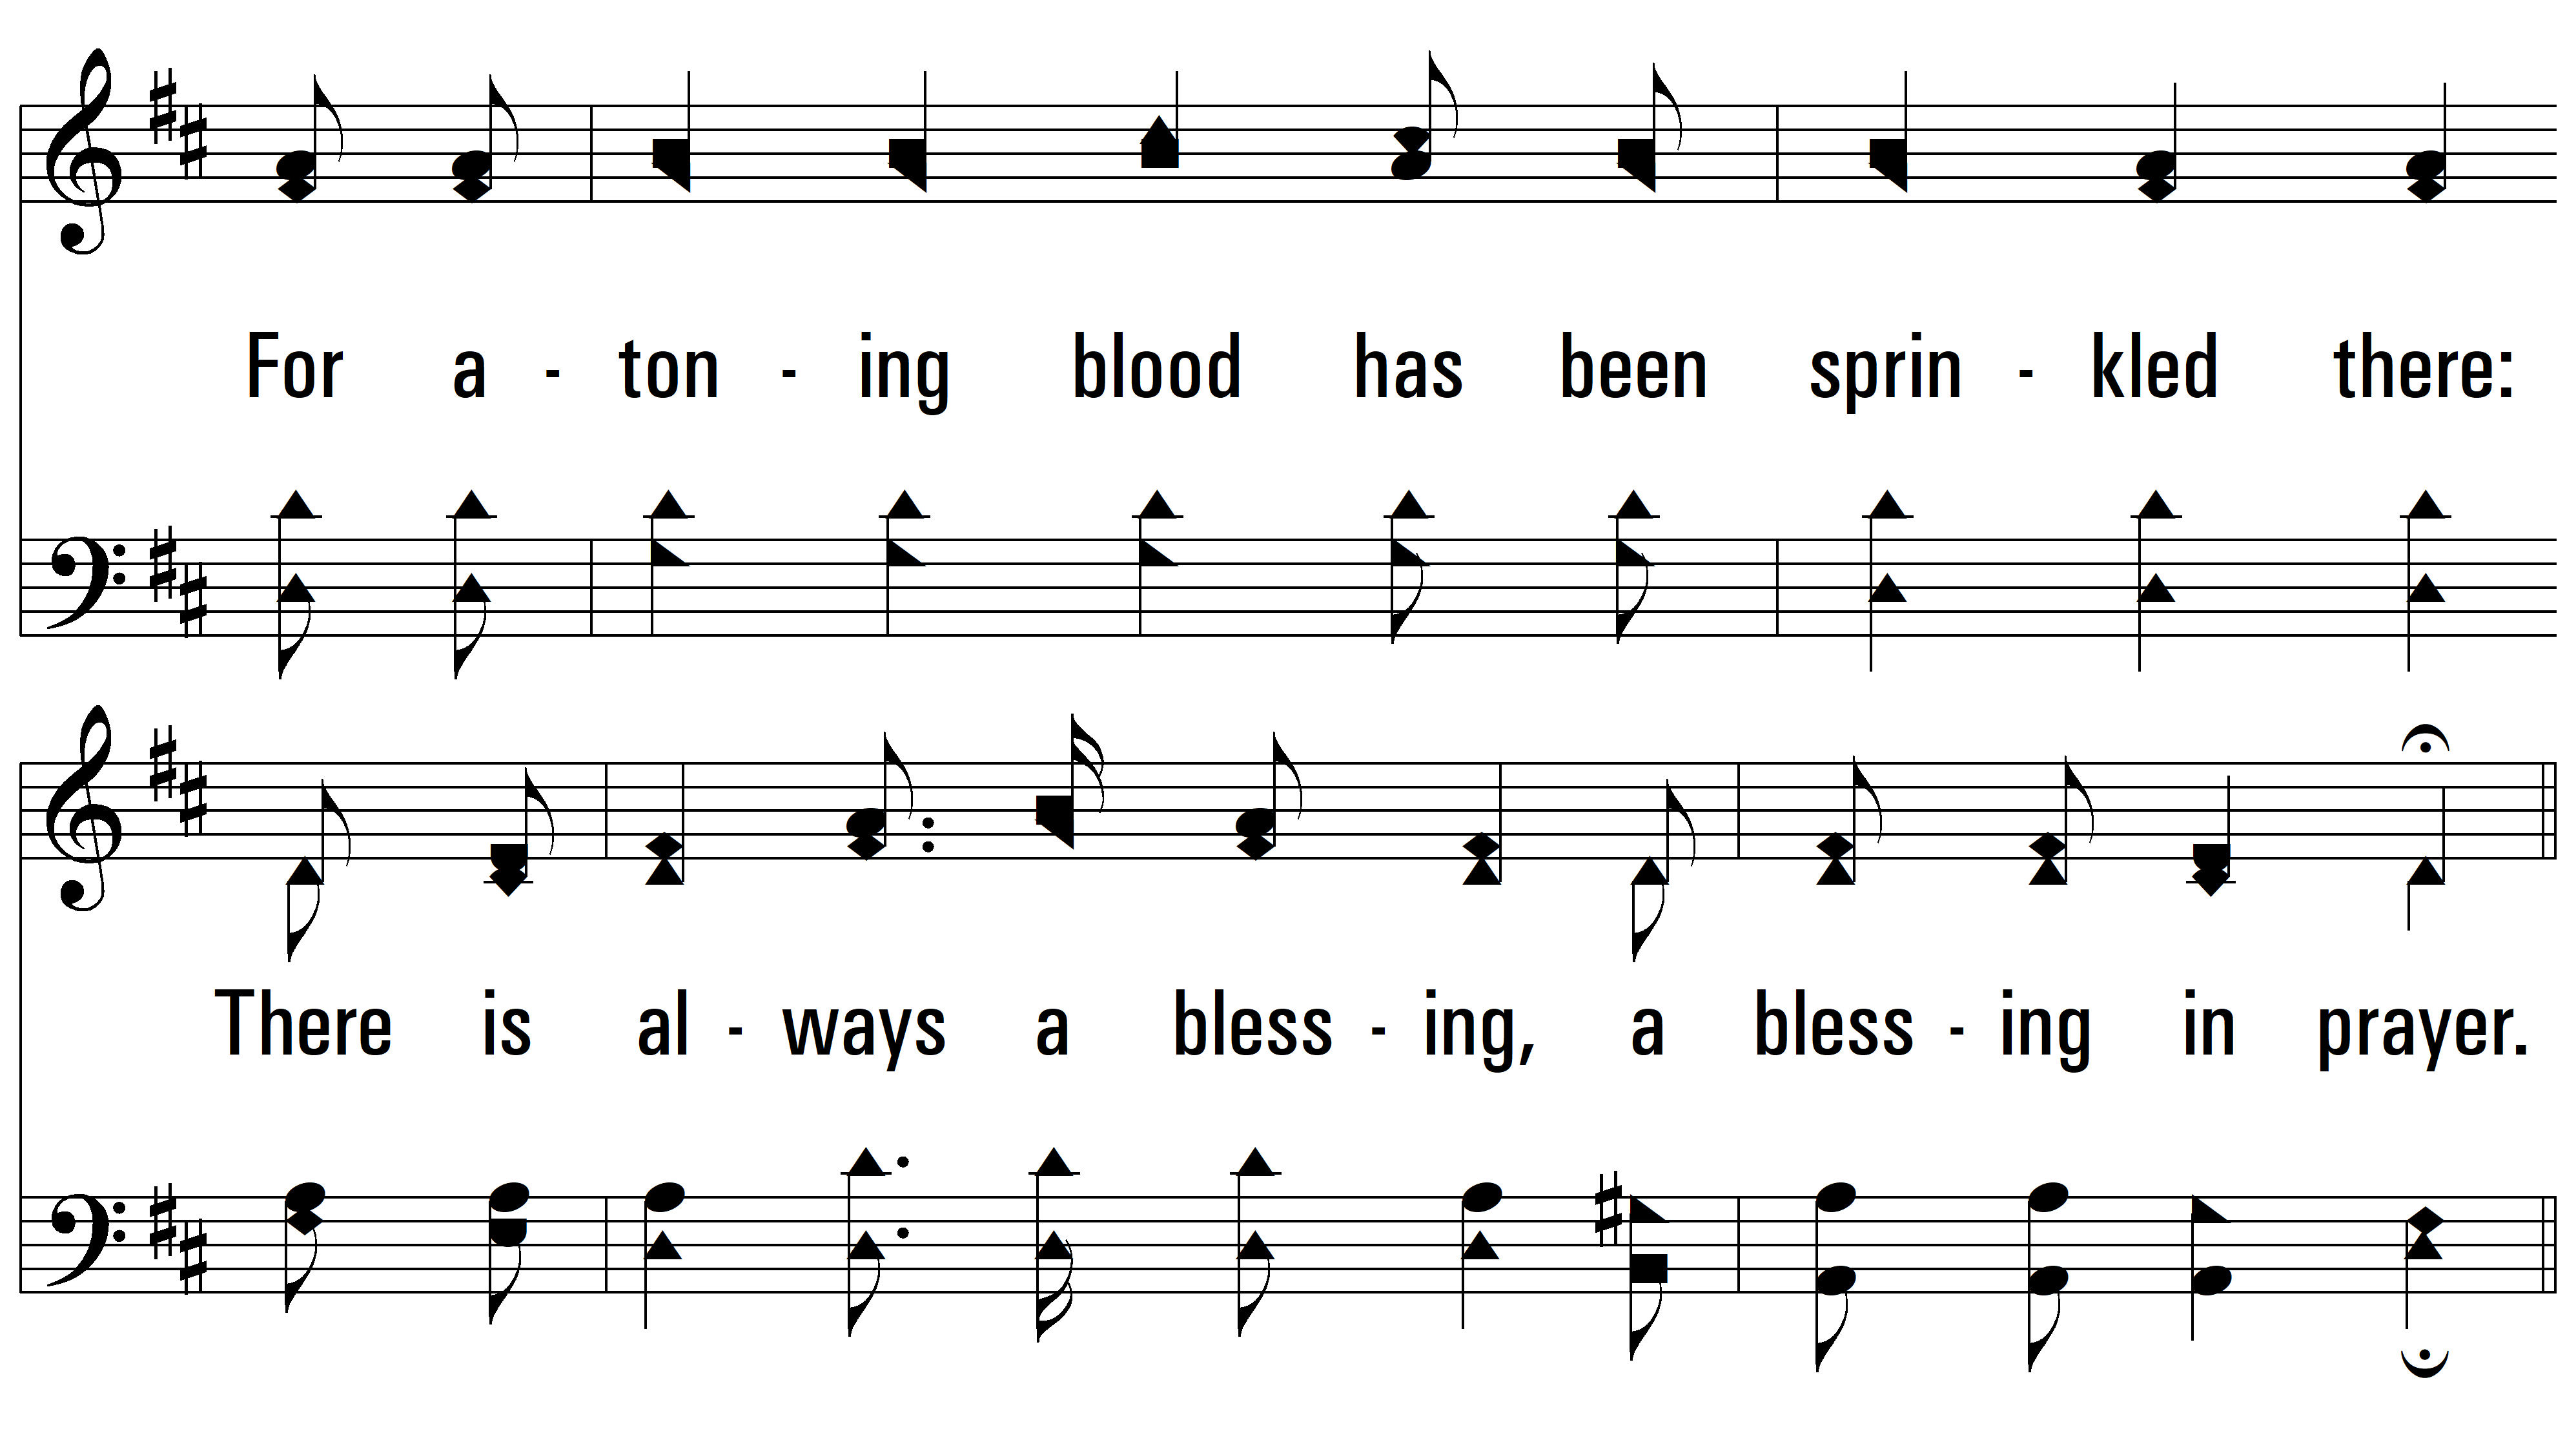 For a - ton - ing blood has been sprin - kled there:
There is al - ways a bless - ing, a bless - ing in prayer.